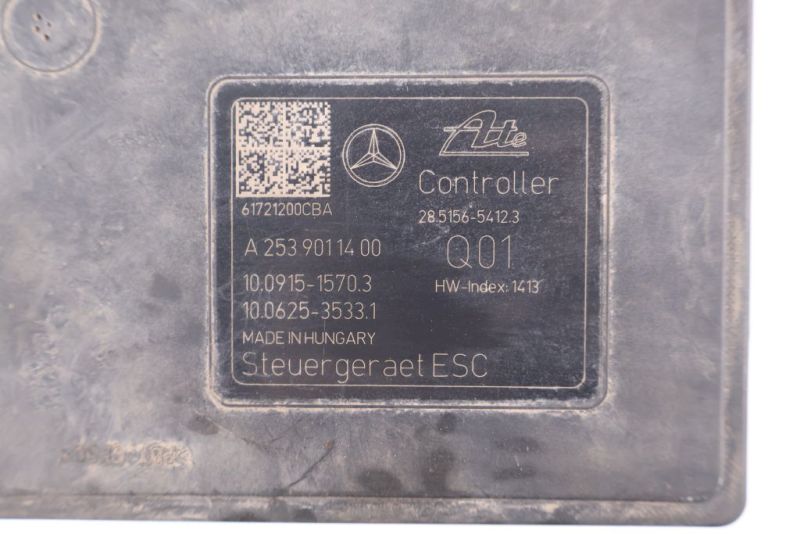 Ate
Controller
28.5156-5412.3
61721200CBA
A 253 901 14 00
Q01
10.0915-1570.3
HW-Index: 1413
10.0625-3533.1
MADE IN HUNGARY
Steuergeraet ESC